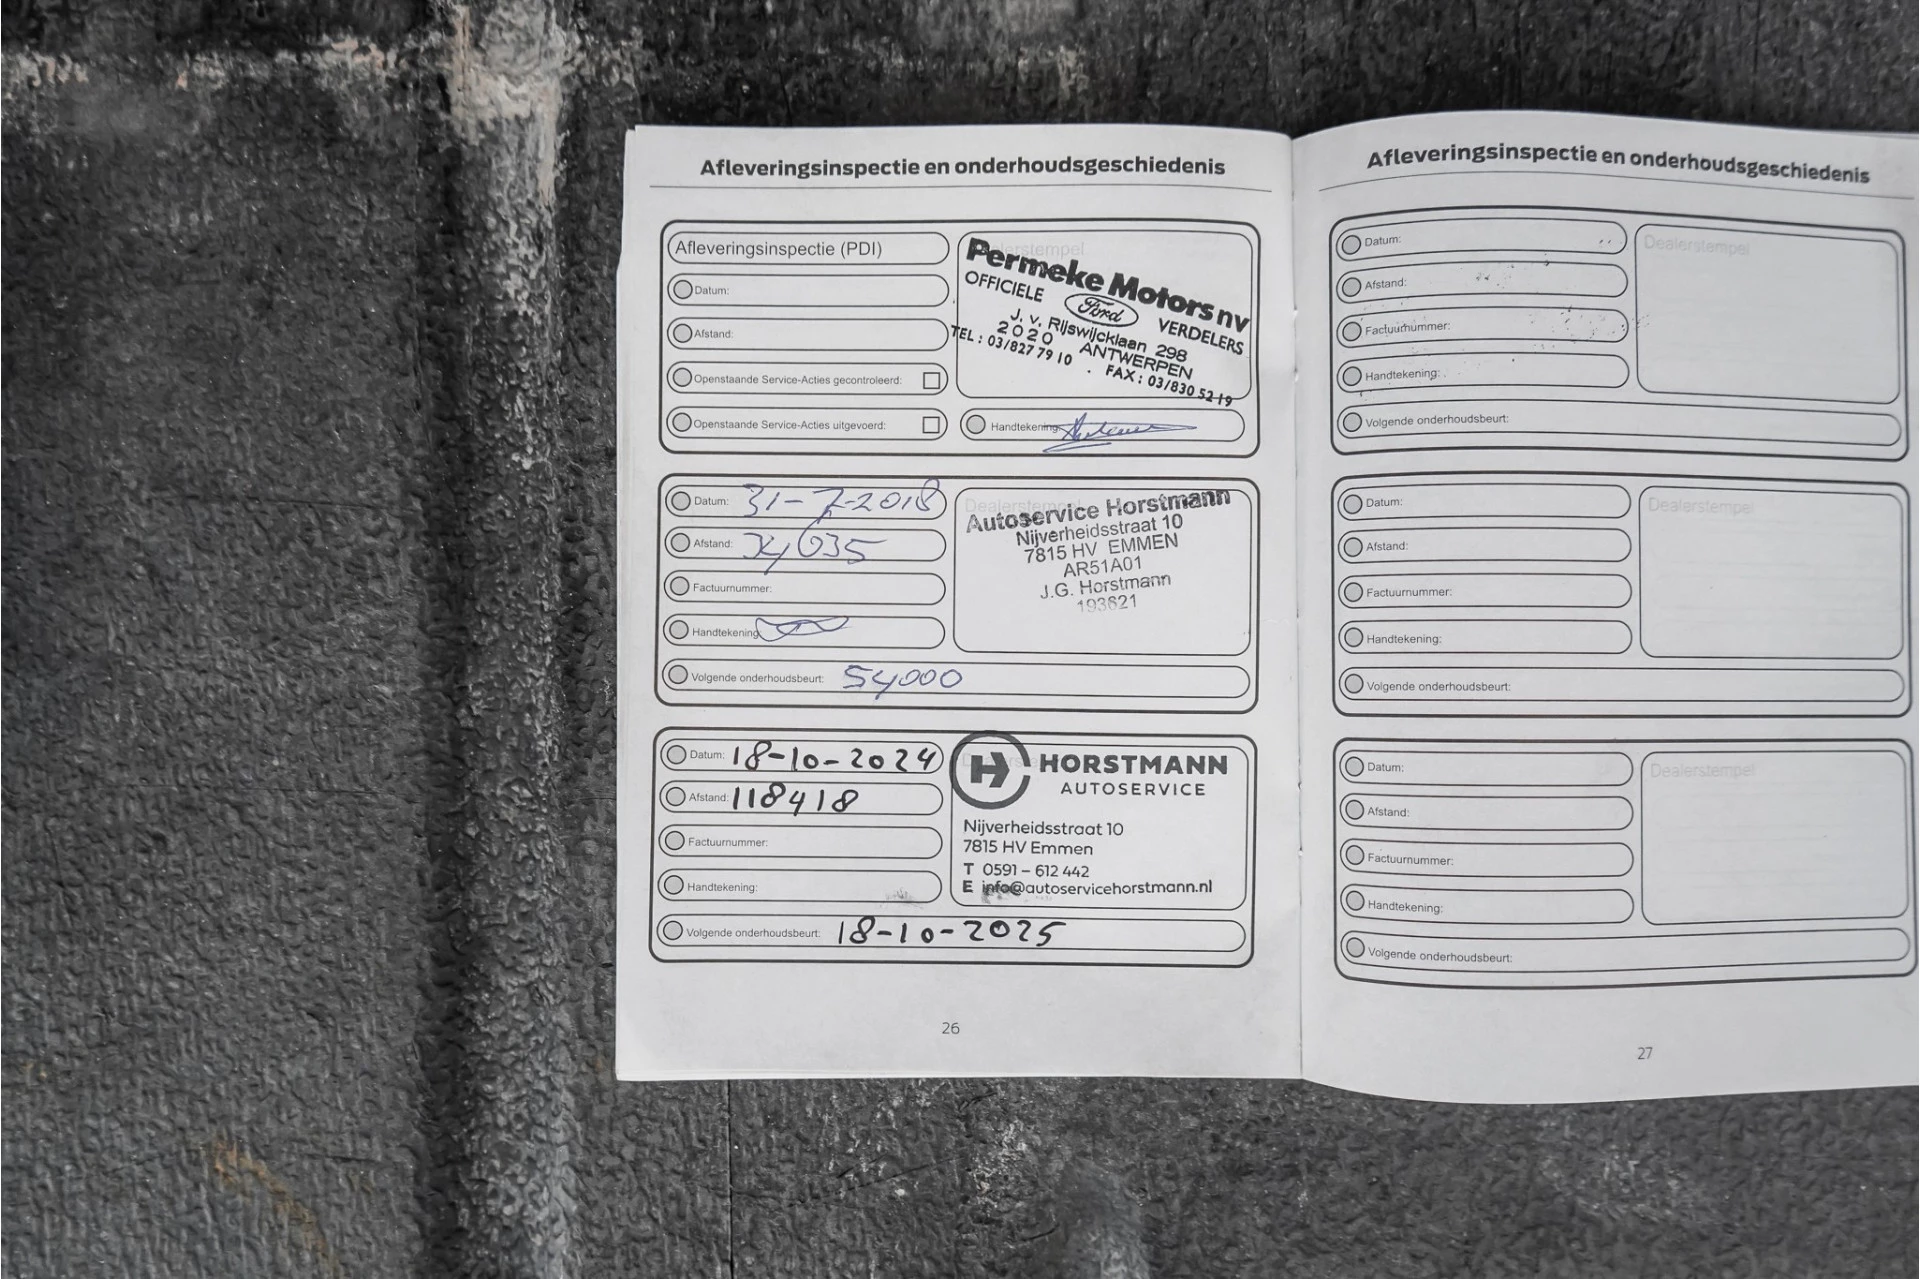 Afleveringsinspectie en onderhoudsgeschiedenis
Afleveringsinspectie (PDI)
Datum:
Afstand:
Openstaande Service-Acties gecontroleerd:
Openstaande Service-Acties uitgevoerd:
Permeke Motors nv
OFFICIELE Ford VERDELERS
J. v. Rijswijcklaan 298
2020 ANTWERPEN
TEL : 03/827 79 10 . FAX : 03/830 52 19
Handtekening:
Datum: 31-7-2018
Afstand:
Factuurnummer:
Handtekening:
Dealerstempel
Autoservice Horstmann
Nijverheidsstraat 10
7815 HV EMMEN
AR51A01
J.G. Horstmann
193621
Volgende onderhoudsbeurt: 54000
Datum: 18-10-2024
Afstand: 118418
Factuurnummer:
Handtekening:
HORSTMANN
AUTOSERVICE
Nijverheidsstraat 10
7815 HV Emmen
T 0591 – 612 442
E info@autoservicehorstmann.nl
Volgende onderhoudsbeurt: 18-10-2025
26
Afleveringsinspectie en onderhoudsgeschiedenis
Datum:
Afstand:
Factuurnummer:
Handtekening:
Dealerstempel
Volgende onderhoudsbeurt:
Datum:
Afstand:
Factuurnummer:
Handtekening:
Dealerstempel
Volgende onderhoudsbeurt:
Datum:
Afstand:
Factuurnummer:
Handtekening:
Dealerstempel
Volgende onderhoudsbeurt:
27